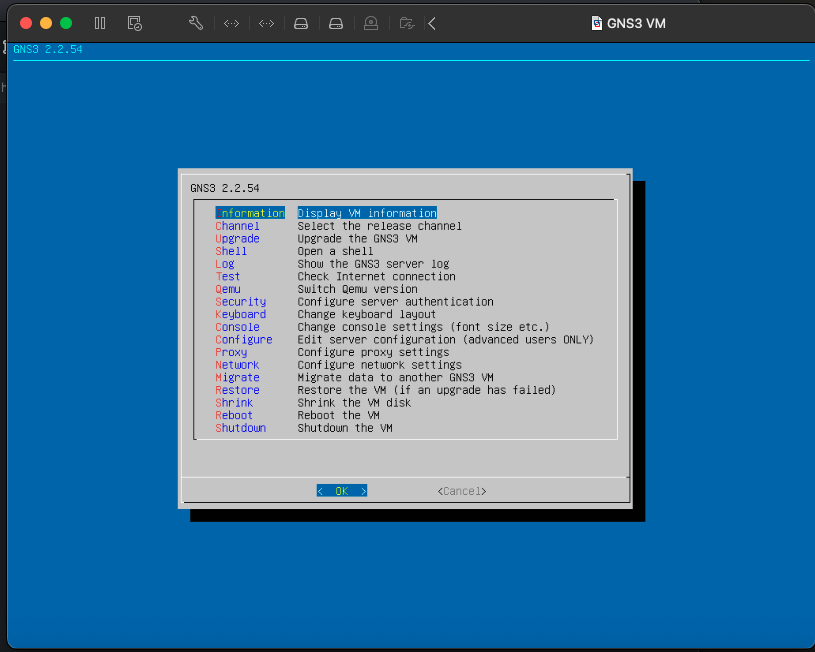 GNS3 VM
GNS3 2.2.54
GNS3 2.2.54
Information Display VM information
Channel Select the release channel
Upgrade Upgrade the GNS3 VM
Shell Open a shell
Log Show the GNS3 server log
Test Check Internet connection
Qemu Switch Qemu version
Security Configure server authentication
Keyboard Change keyboard layout
Console Change console settings (font size etc.)
Configure Edit server configuration (advanced users ONLY)
Proxy Configure proxy settings
Network Configure network settings
Migrate Migrate data to another GNS3 VM
Restore Restore the VM (if an upgrade has failed)
Shrink Shrink the VM disk
Reboot Reboot the VM
Shutdown Shutdown the VM
< OK > <Cancel>